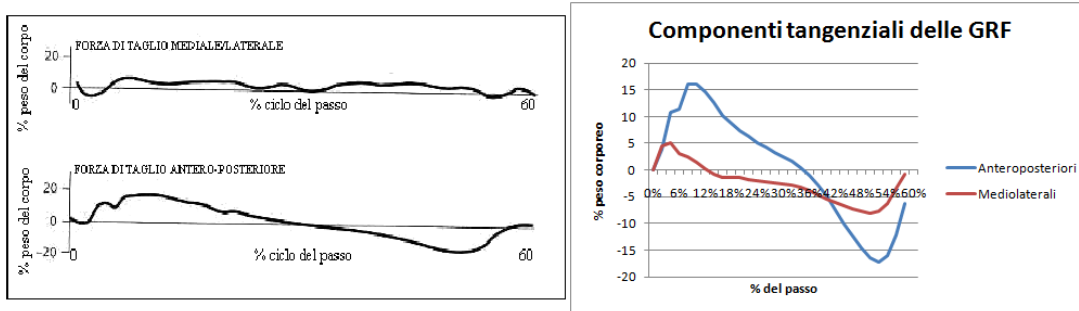 FORZA DI TAGLIO MEDIALE/LATERALE
% peso del corpo
20
0
0
% ciclo del passo
60
FORZA DI TAGLIO ANTERO-POSTERIORE
% peso del corpo
20
0
-20
0
% ciclo del passo
60
Componenti tangenziali delle GRF
% peso corporeo
20
15
10
5
0
-5
-10
-15
-20
0% 6% 12% 18% 24% 30% 36% 42% 48% 54% 60%
% del passo
Anteroposteriori
Mediolaterali